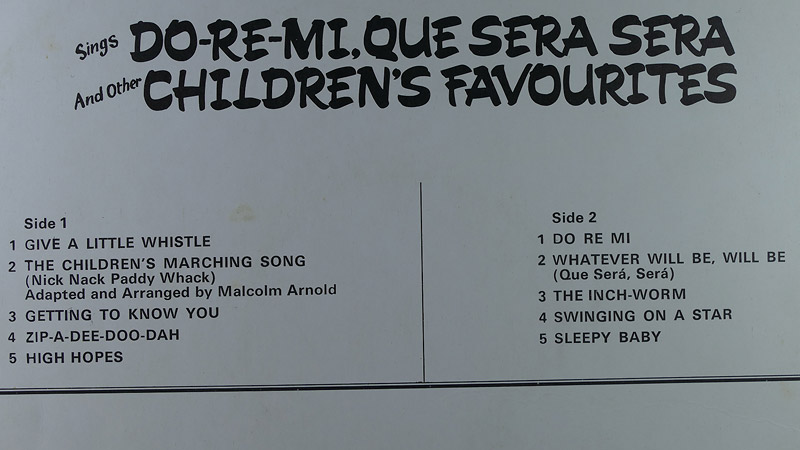 Sings DO-RE-MI, QUE SERA SERA
And Other CHILDREN'S FAVOURITES
Side 1
1 GIVE A LITTLE WHISTLE
2 THE CHILDREN'S MARCHING SONG
(Nick Nack Paddy Whack)
Adapted and Arranged by Malcolm Arnold
3 GETTING TO KNOW YOU
4 ZIP-A-DEE-DOO-DAH
5 HIGH HOPES
Side 2
1 DO RE MI
2 WHATEVER WILL BE, WILL BE
(Que Será, Será)
3 THE INCH-WORM
4 SWINGING ON A STAR
5 SLEEPY BABY